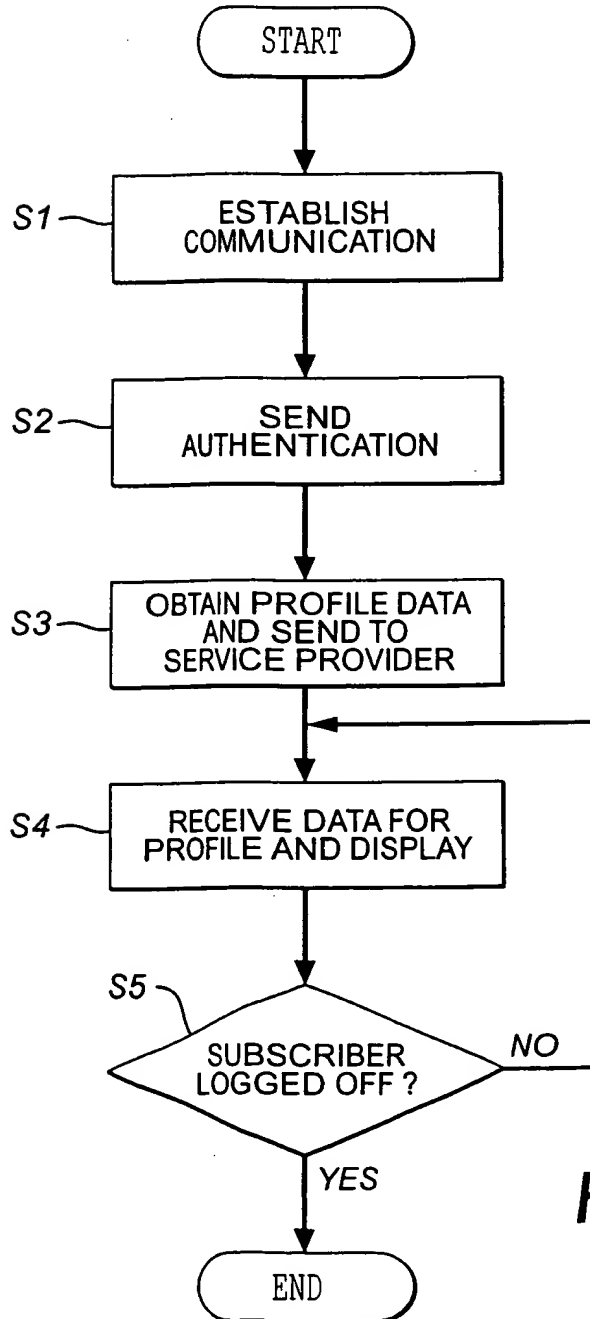 START
S1
ESTABLISH
COMMUNICATION
S2
SEND
AUTHENTICATION
S3
OBTAIN PROFILE DATA
AND SEND TO
SERVICE PROVIDER
S4
RECEIVE DATA FOR
PROFILE AND DISPLAY
S5
SUBSCRIBER
LOGGED OFF ?
NO
YES
END